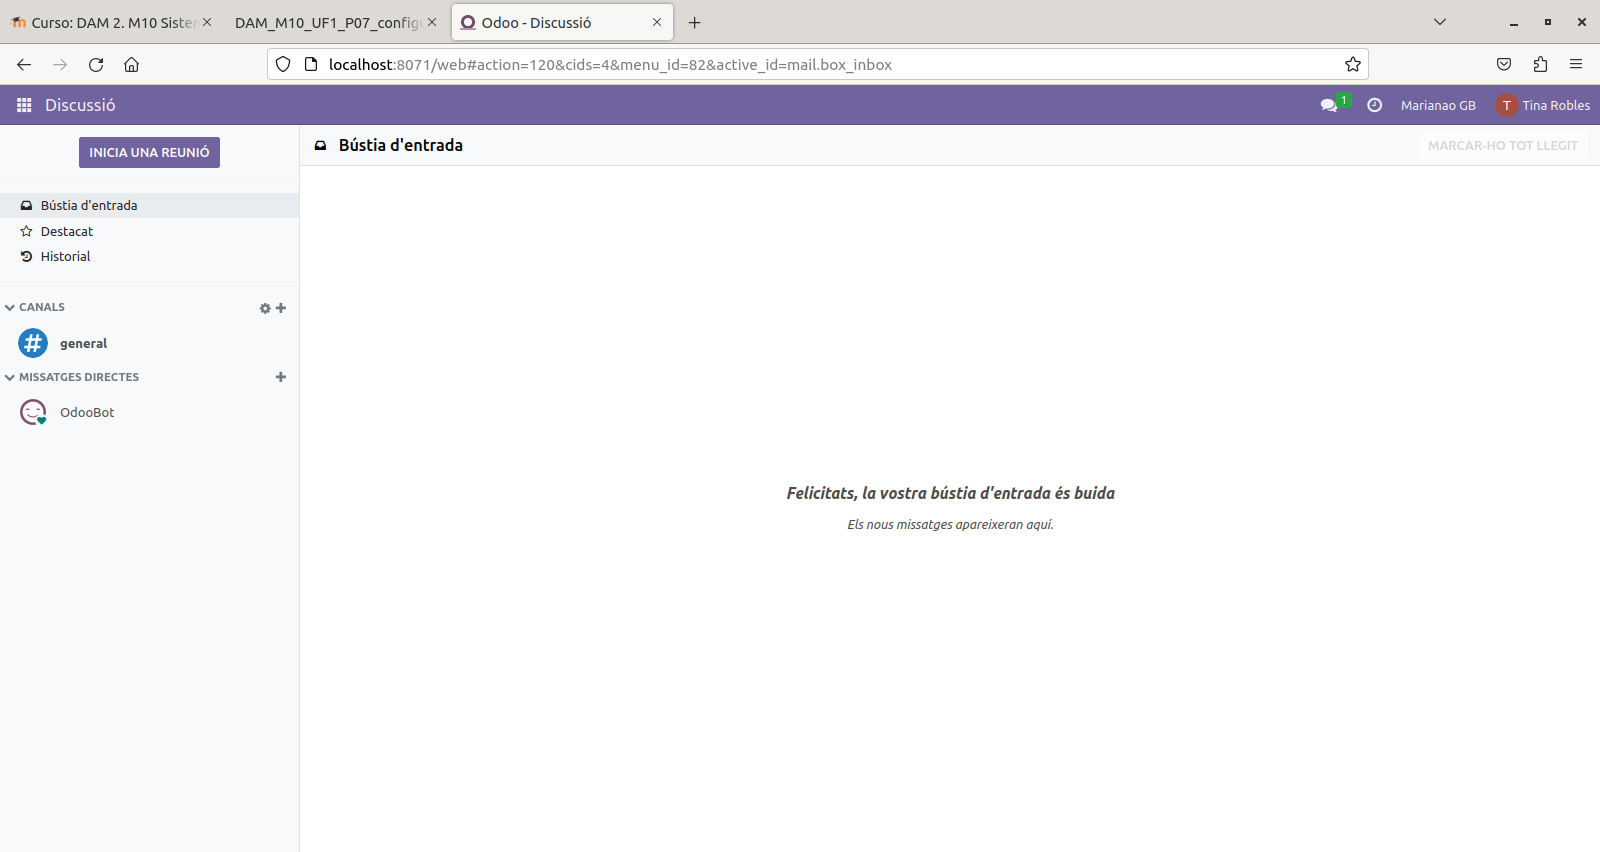 Curso: DAM 2. M10 Sister
DAM_M10_UF1_P07_config
Odoo - Discussió
localhost:8071/web#action=120&cids=4&menu_id=82&active_id=mail.box_inbox
Discussió
1
Marianao GB
T
Tina Robles
INICIA UNA REUNIÓ
Bústia d'entrada
MARCAR-HO TOT LLEGIT
Bústia d'entrada
Destacat
Historial
CANALS
general
MISSATGES DIRECTES
OdooBot
Felicitats, la vostra bústia d'entrada és buida
Els nous missatges apareixeran aquí.